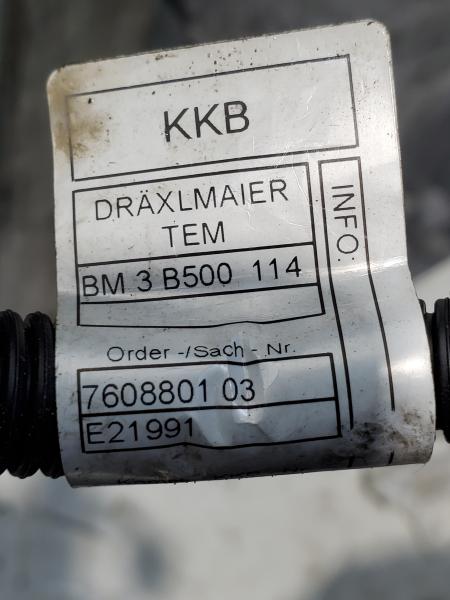 KKB
DRÄXLMAIER
TEM
BM 3 B500 114
INFO:
Order -/Sach - Nr.
7608801 03
E21991